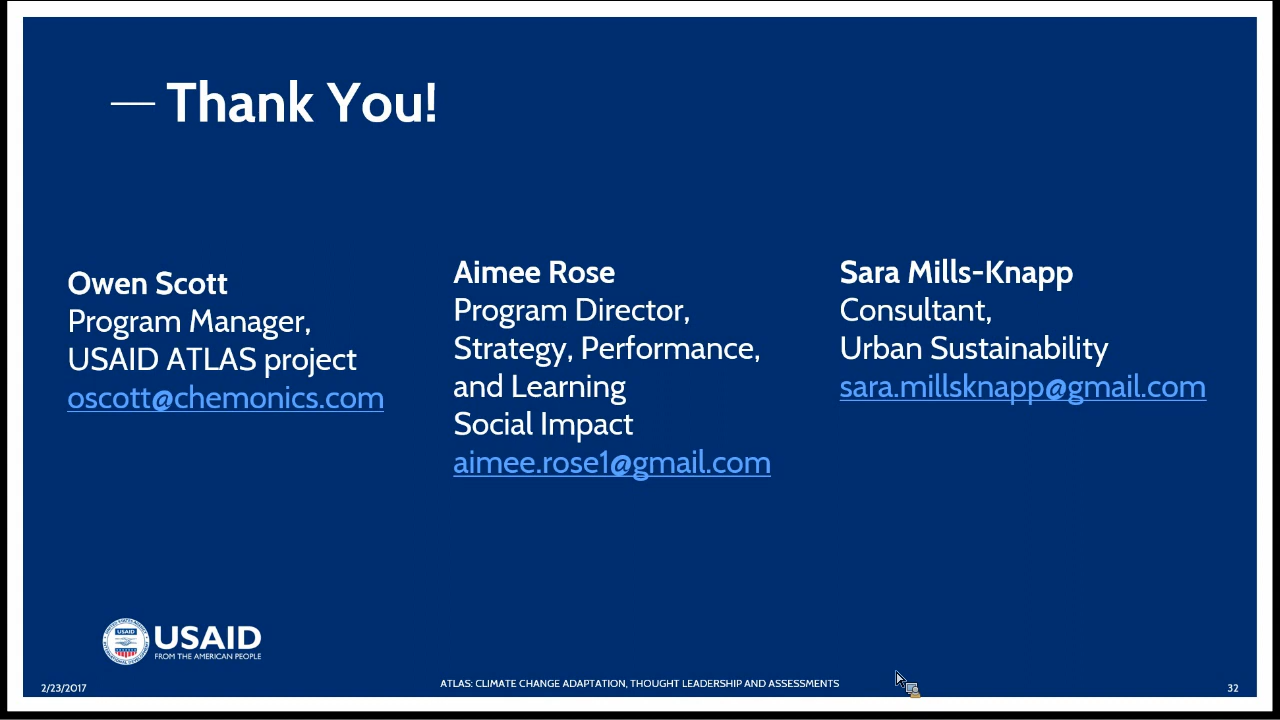 — Thank You!
Owen Scott
Program Manager,
USAID ATLAS project
oscott@chemonics.com
Aimee Rose
Program Director,
Strategy, Performance,
and Learning
Social Impact
aimee.rose1@gmail.com
Sara Mills-Knapp
Consultant,
Urban Sustainability
sara.millsknapp@gmail.com
USAID
USAID
FROM THE AMERICAN PEOPLE
2/23/2017
ATLAS: CLIMATE CHANGE ADAPTATION, THOUGHT LEADERSHIP AND ASSESSMENTS
32